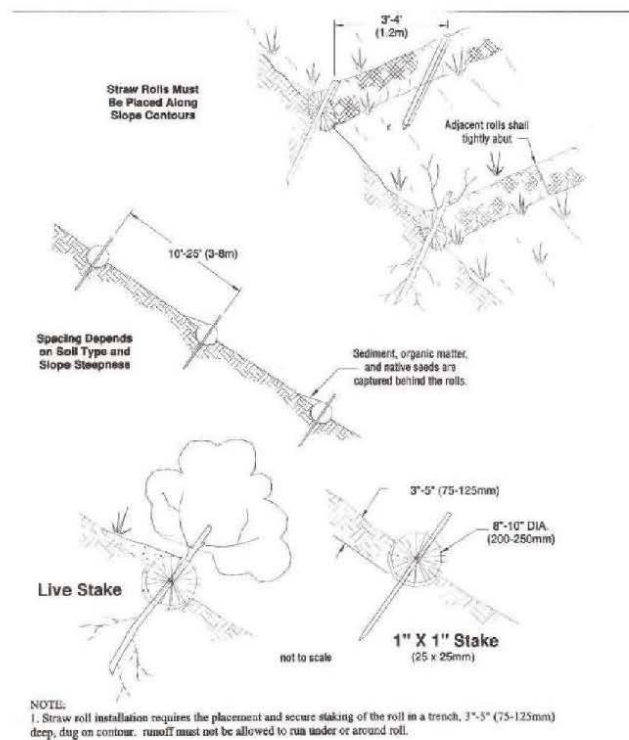 3'-4'
(1.2m)
Straw Rolls Must
Be Placed Along
Slope Contours
Adjacent rolls shall
tightly abut
10'-25' (3-8m)
Spacing Depends
on Soil Type and
Slope Steepness
Sediment, organic matter,
and native seeds are
captured behind the rolls.
3"-5" (75-125mm)
8"-10" DIA.
(200-250mm)
Live Stake
1" X 1" Stake
(25 x 25mm)
not to scale
NOTE:
1. Straw roll installation requires the placement and secure staking of the roll in a trench, 3"-5" (75-125mm)
deep, dug on contour. runoff must not be allowed to run under or around roll.